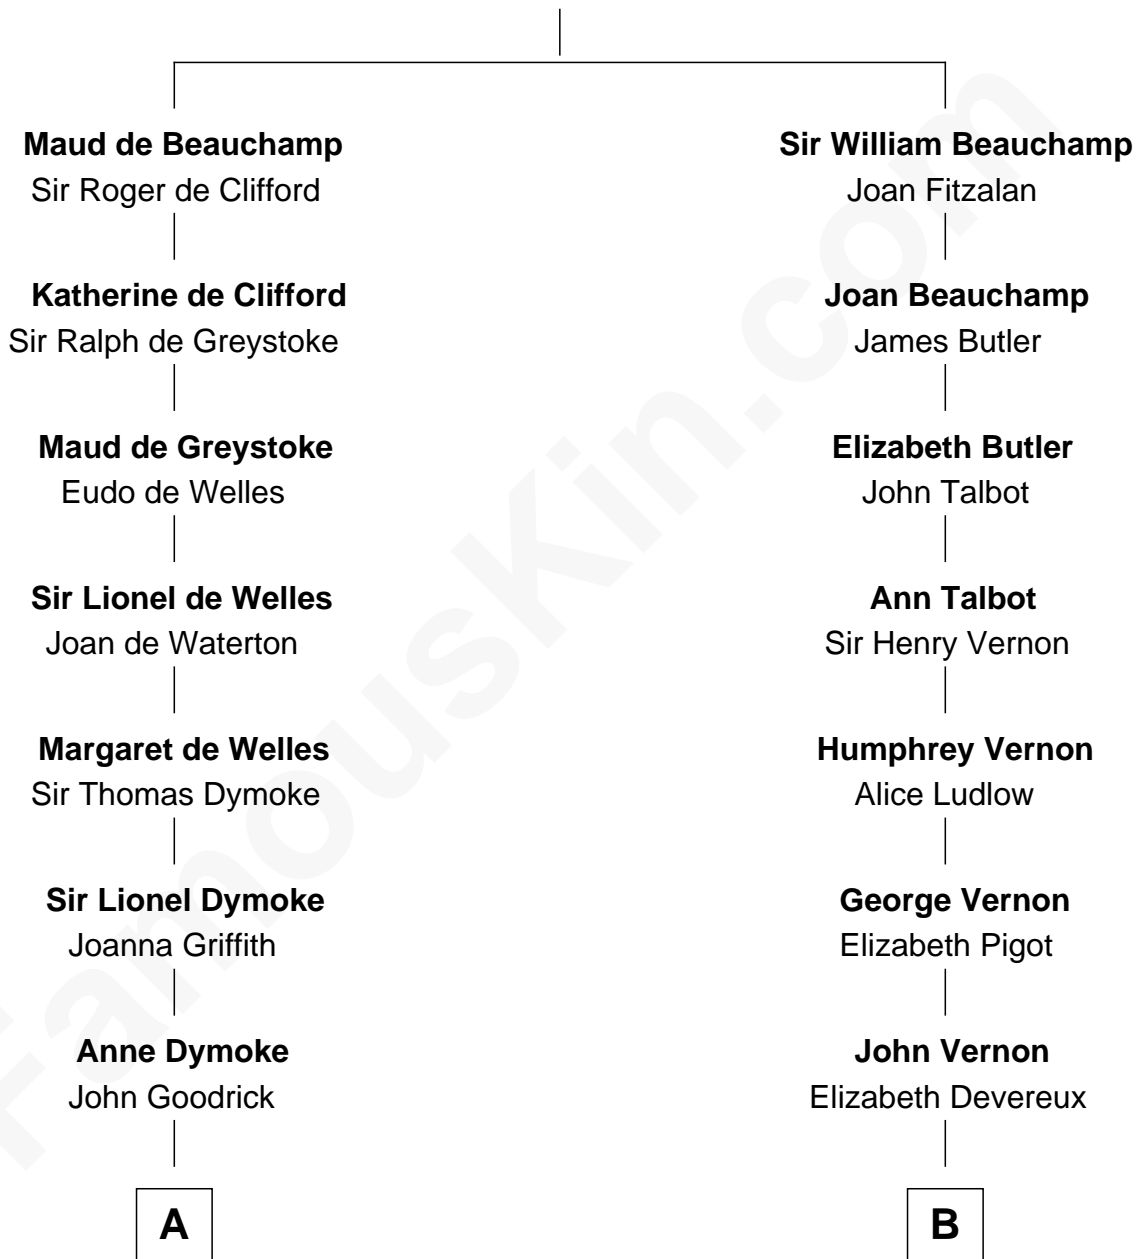 Maud de Beauchamp
Sir Roger de Clifford
Katherine de Clifford
Sir Ralph de Greystoke
Maud de Greystoke
Eudo de Welles
Sir Lionel de Welles
Joan de Waterton
Margaret de Welles
Sir Thomas Dymoke
Sir Lionel Dymoke
Joanna Griffith
Anne Dymoke
John Goodrick
A
Sir William Beauchamp
Joan Fitzalan
Joan Beauchamp
James Butler
Elizabeth Butler
John Talbot
Ann Talbot
Sir Henry Vernon
Humphrey Vernon
Alice Ludlow
George Vernon
Elizabeth Pigot
John Vernon
Elizabeth Devereux
B
FamousKin.com